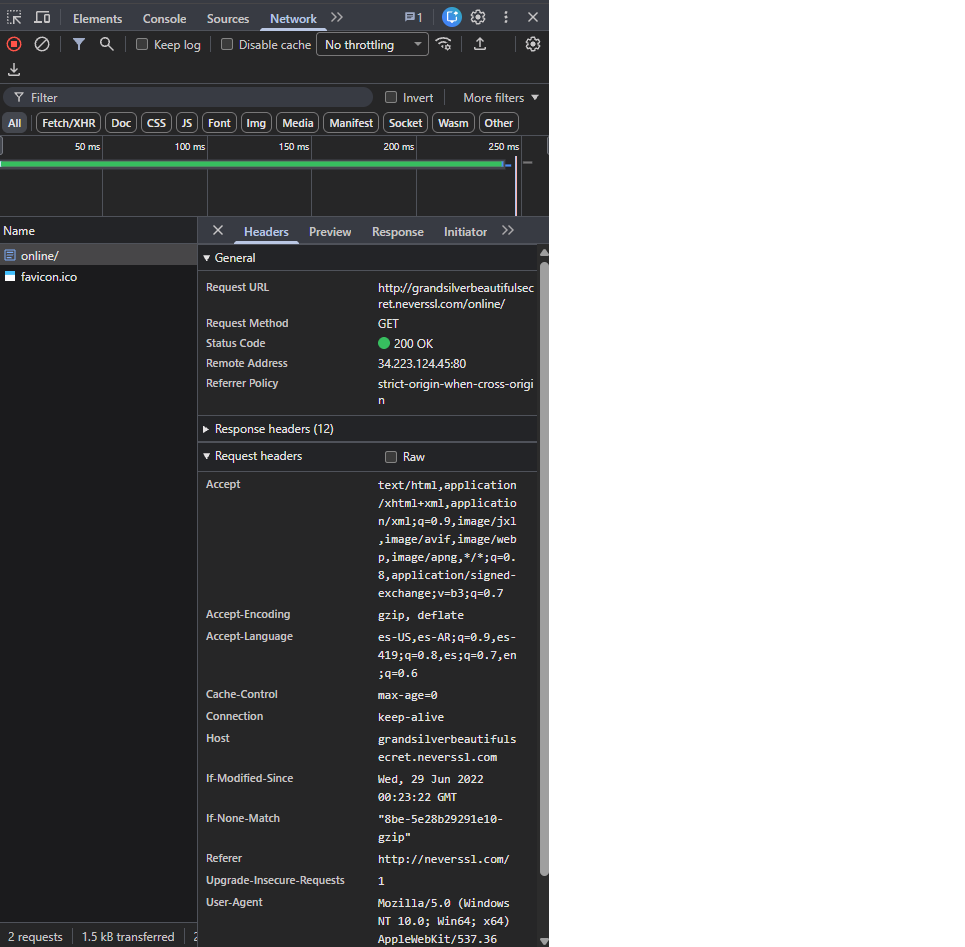 Elements Console Sources Network 1
Keep log Disable cache No throttling
Filter Invert More filters
All Fetch/XHR Doc CSS JS Font Img Media Manifest Socket Wasm Other
50 ms 100 ms 150 ms 200 ms 250 ms
Name
online/
favicon.ico
Headers Preview Response Initiator
General
Request URL http://grandsilverbeautifulsec
ret.neverssl.com/online/
Request Method GET
Status Code 200 OK
Remote Address 34.223.124.45:80
Referrer Policy strict-origin-when-cross-origi
n
Response headers (12)
Request headers Raw
Accept text/html,application
/xhtml+xml,applicatio
n/xml;q=0.9,image/jxl
,image/avif,image/web
p,image/apng,*/*;q=0.
8,application/signed-
exchange;v=b3;q=0.7
Accept-Encoding gzip, deflate
Accept-Language es-US,es-AR;q=0.9,es-
419;q=0.8,es;q=0.7,en
;q=0.6
Cache-Control max-age=0
Connection keep-alive
Host grandsilverbeautifuls
ecret.neverssl.com
If-Modified-Since Wed, 29 Jun 2022
00:23:22 GMT
If-None-Match "8be-5e28b29291e10-
gzip"
Referer http://neverssl.com/
Upgrade-Insecure-Requests 1
User-Agent Mozilla/5.0 (Windows
NT 10.0; Win64; x64)
AppleWebKit/537.36
2 requests 1.5 kB transferred